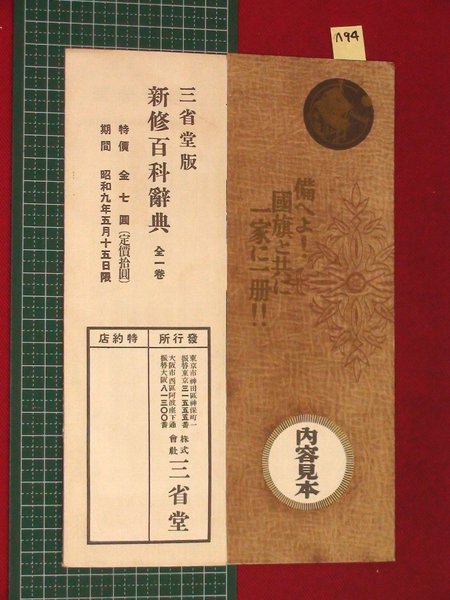 n94
備へよ！
國旗と共に
一家に一册!!
内容見本
三省堂版
新修百科辭典 全一卷
特價 金七圓（定價拾圓）
期間 昭和九年五月十五日限
發行所
東京市神田區神保町一
振替東京三一五五五番
大阪市西區阿波座下通
振替大阪八一三〇〇番
株式會社 三省堂
特約店